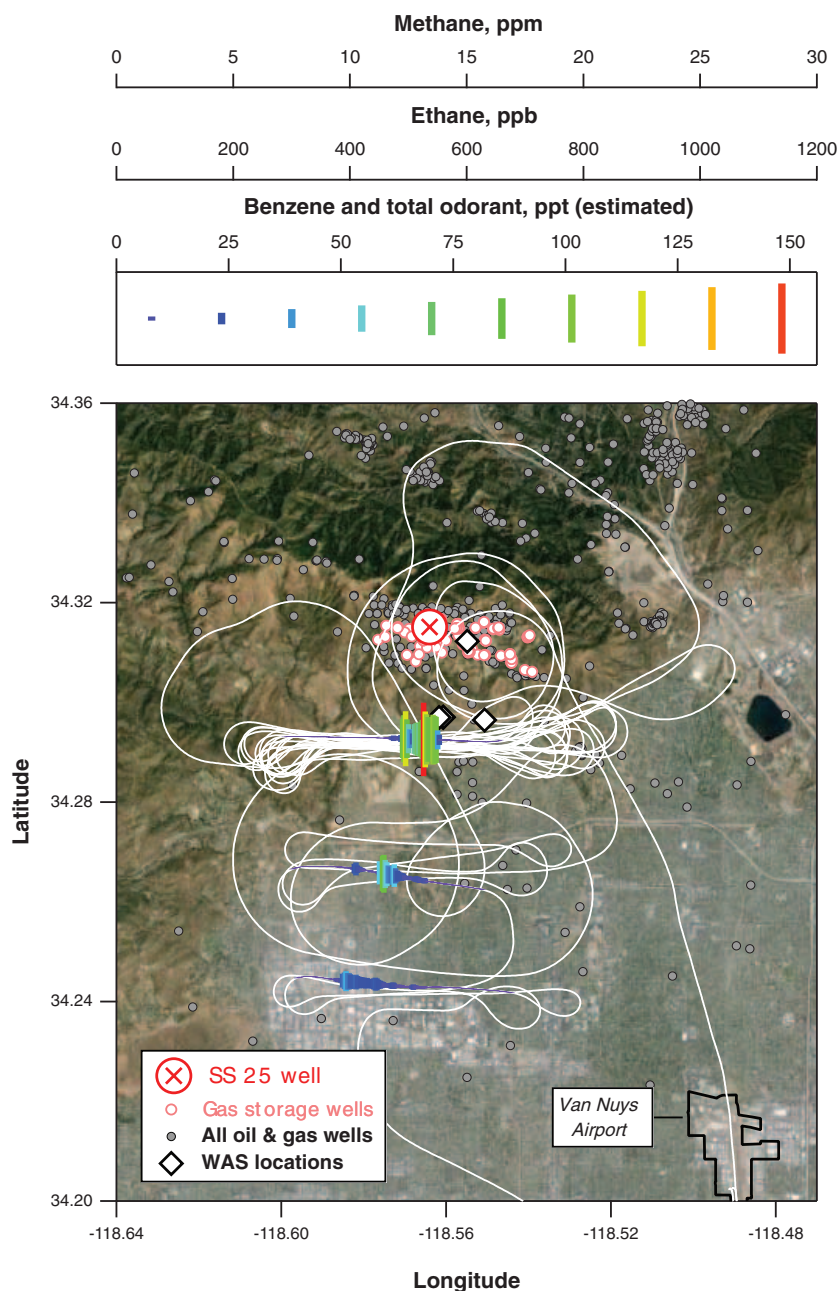 Methane, ppm
0 5 10 15 20 25 30
Ethane, ppb
0 200 400 600 800 1000 1200
Benzene and total odorant, ppt (estimated)
0 25 50 75 100 125 150
34.36
34.32
34.28
34.24
34.20
Latitude
SS 25 well
Gas storage wells
All oil & gas wells
WAS locations
Van Nuys
Airport
-118.64 -118.60 -118.56 -118.52 -118.48
Longitude